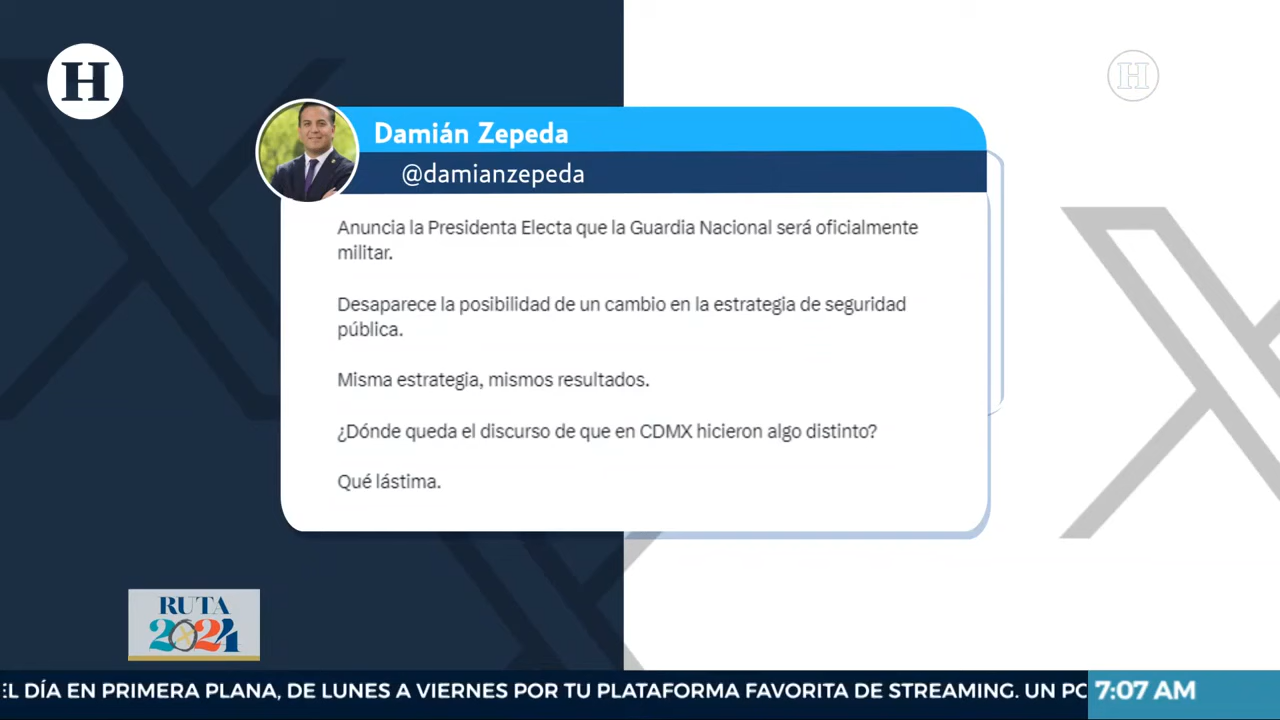 H
H
Damián Zepeda
@damianzepeda
Anuncia la Presidenta Electa que la Guardia Nacional será oficialmente
militar.
Desaparece la posibilidad de un cambio en la estrategia de seguridad
pública.
Misma estrategia, mismos resultados.
¿Dónde queda el discurso de que en CDMX hicieron algo distinto?
Qué lástima.
RUTA
2024
EL DÍA EN PRIMERA PLANA, DE LUNES A VIERNES POR TU PLATAFORMA FAVORITA DE STREAMING. UN PO
7:07 AM